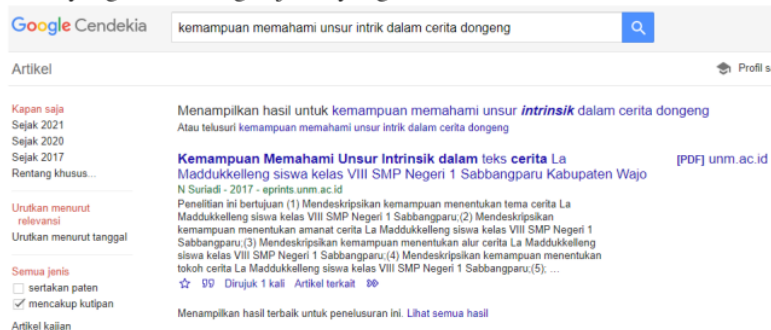 Google Cendekia
kemampuan memahami unsur intrik dalam cerita dongeng
Artikel
Profil s
Kapan saja
Sejak 2021
Sejak 2020
Sejak 2017
Rentang khusus...
Urutkan menurut
relevansi
Urutkan menurut tanggal
Semua jenis
sertakan paten
mencakup kutipan
Artikel kajian
Menampilkan hasil untuk kemampuan memahami unsur intrinsik dalam cerita dongeng
Atau telusuri kemampuan memahami unsur intrik dalam cerita dongeng
Kemampuan Memahami Unsur Intrinsik dalam teks cerita La
Maddukkelleng siswa kelas VIII SMP Negeri 1 Sabbangparu Kabupaten Wajo
[PDF] unm.ac.id
N Suriadi - 2017 - eprints.unm.ac.id
Penelitian ini bertujuan (1) Mendeskripsikan kemampuan menentukan tema cerita La
Maddukkelleng siswa kelas VIII SMP Negeri 1 Sabbangparu;(2) Mendeskripsikan
kemampuan menentukan amanat cerita La Maddukkelleng siswa kelas VIII SMP Negeri 1
Sabbangparu;(3) Mendeskripsikan kemampuan menentukan alur cerita La Maddukkelleng
siswa kelas VIII SMP Negeri 1 Sabbangparu;(4) Mendeskripsikan kemampuan menentukan
tokoh cerita La Maddukkelleng siswa kelas VIII SMP Negeri 1 Sabbangparu;(5); ...
Dirujuk 1 kali Artikel terkait
Menampilkan hasil terbaik untuk penelusuran ini. Lihat semua hasil